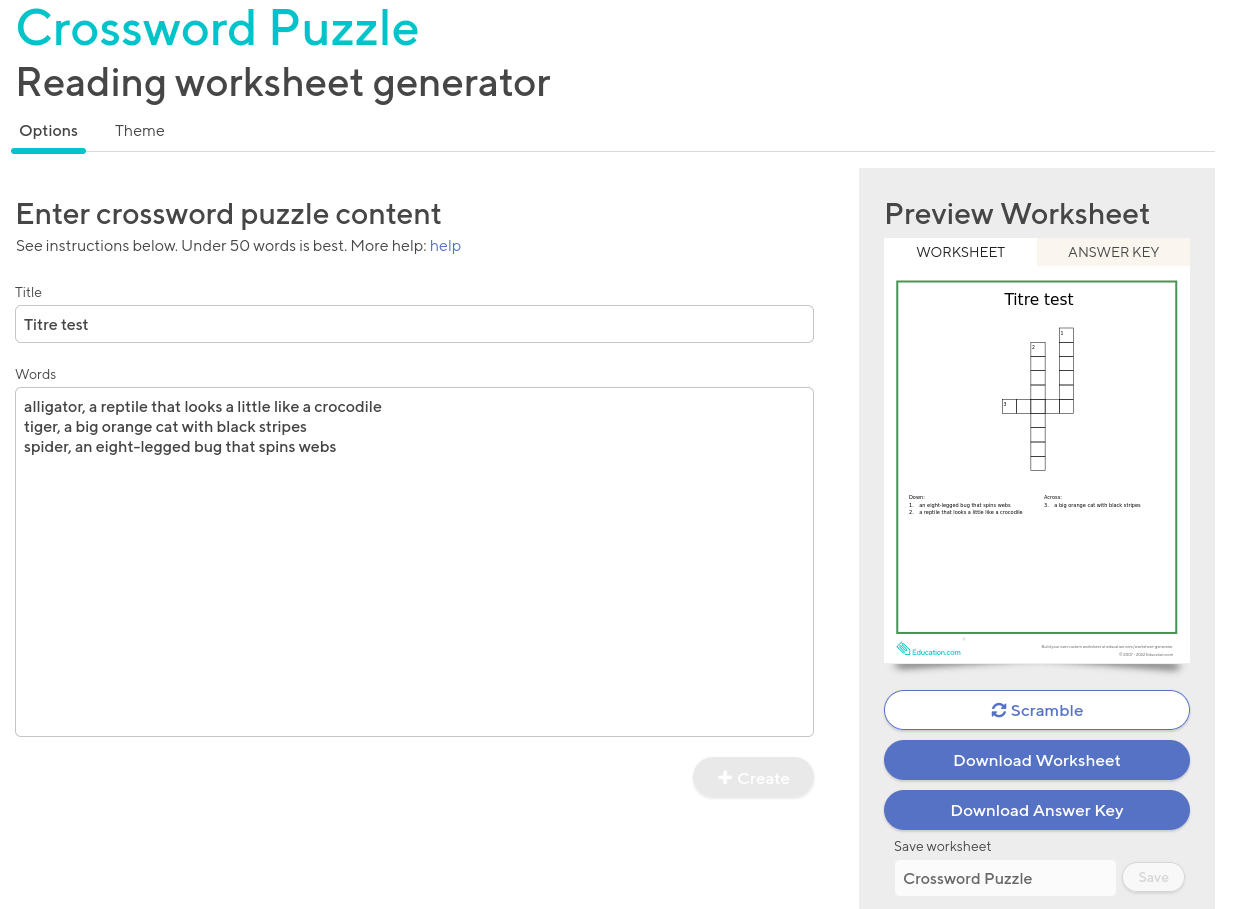 Crossword Puzzle
Reading worksheet generator
Options
Theme
Enter crossword puzzle content
See instructions below. Under 50 words is best. More help: help
Title
Titre test
Words
alligator, a reptile that looks a little like a crocodile
tiger, a big orange cat with black stripes
spider, an eight-legged bug that spins webs
Create
Preview Worksheet
WORKSHEET
ANSWER KEY
Titre test
1
2
3
Down:
1. an eight-legged bug that spins webs
2. a reptile that looks a little like a crocodile
Across:
3. a big orange cat with black stripes
Education.com
Build your own custom worksheet at education.com/worksheet-generator
© 2007 - 2022 Education.com
Scramble
Download Worksheet
Download Answer Key
Save worksheet
Crossword Puzzle
Save